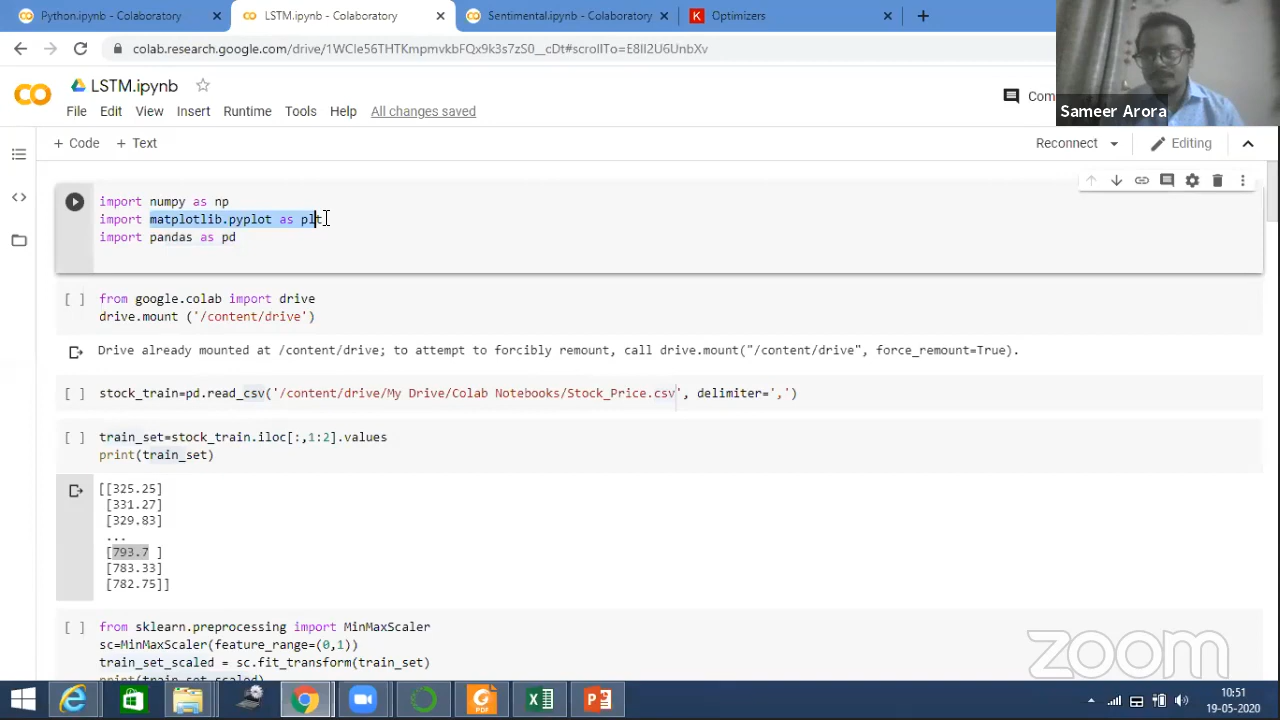 Python.ipynb - Colaboratory
LSTM.ipynb - Colaboratory
Sentimental.ipynb - Colaboratory
K Optimizers
colab.research.google.com/drive/1WCle56THTKmpmvkbFQx9k3s7zS0__cDt#scrollTo=E8Il2U6UnbXv
LSTM.ipynb
File Edit View Insert Runtime Tools Help All changes saved
Com
Sameer Arora
+ Code + Text
Reconnect
Editing
import numpy as np
import matplotlib.pyplot as plt
import pandas as pd
[ ] from google.colab import drive
drive.mount ('/content/drive')
Drive already mounted at /content/drive; to attempt to forcibly remount, call drive.mount("/content/drive", force_remount=True).
[ ] stock_train=pd.read_csv('/content/drive/My Drive/Colab Notebooks/Stock_Price.csv', delimiter=',')
[ ] train_set=stock_train.iloc[:,1:2].values
print(train_set)
[[325.25]
[331.27]
[329.83]
...
[793.7 ]
[783.33]
[782.75]]
[ ] from sklearn.preprocessing import MinMaxScaler
sc=MinMaxScaler(feature_range=(0,1))
train_set_scaled = sc.fit_transform(train_set)
print(train_set_scaled)
zoom
PDF
10:51
19-05-2020